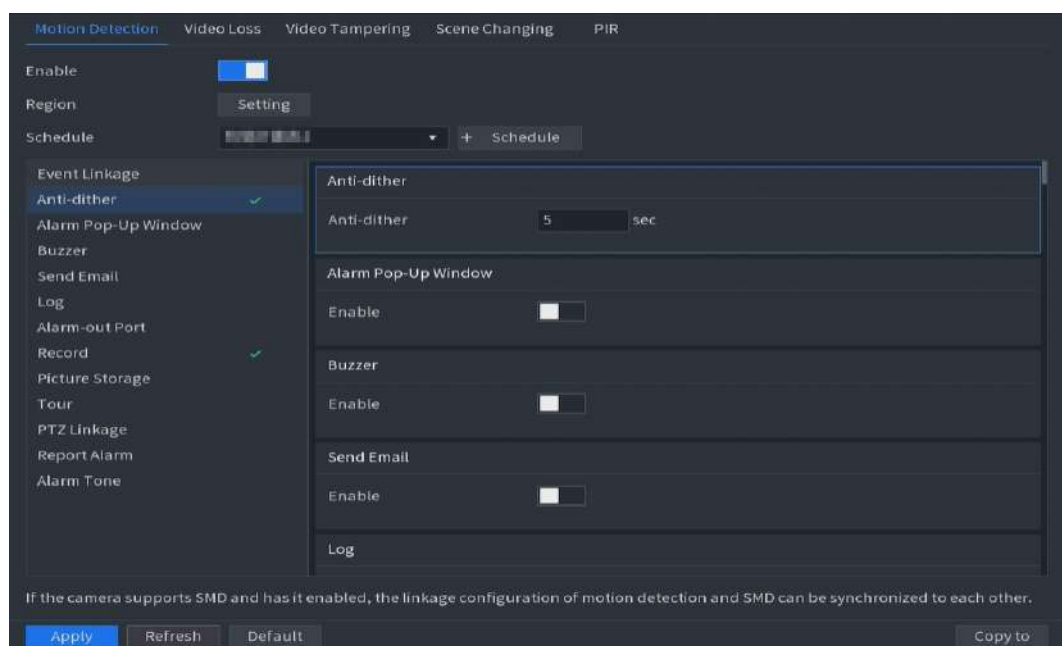 Motion Detection Video Loss Video Tampering Scene Changing PIR
Enable
Region Setting
Schedule + Schedule
Event Linkage
Anti-dither
Alarm Pop-Up Window
Buzzer
Send Email
Log
Alarm-out Port
Record
Picture Storage
Tour
PTZ Linkage
Report Alarm
Alarm Tone
Anti-dither
Anti-dither 5 sec
Alarm Pop-Up Window
Enable
Buzzer
Enable
Send Email
Enable
Log
If the camera supports SMD and has it enabled, the linkage configuration of motion detection and SMD can be synchronized to each other.
Apply Refresh Default Copy to